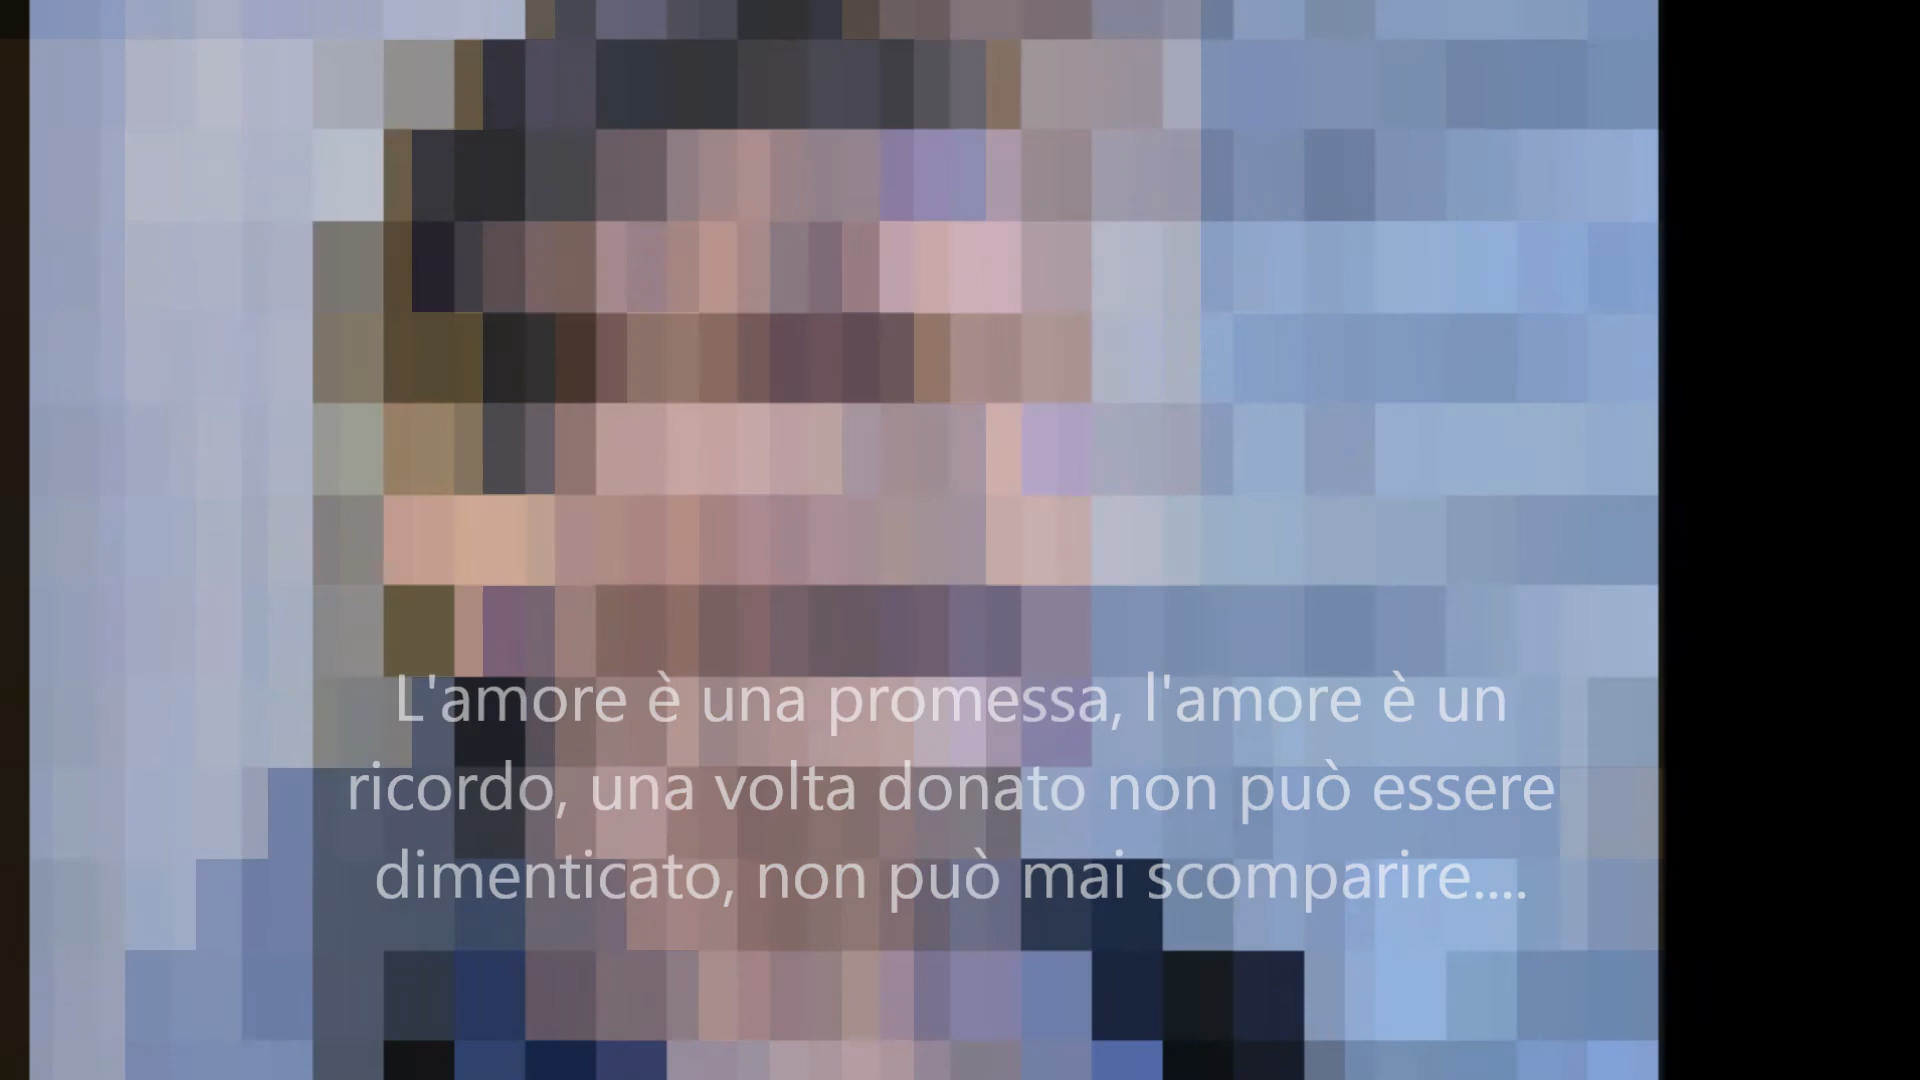 L'amore è una promessa, l'amore è un
ricordo, una volta donato non può essere
dimenticato, non può mai scomparire....